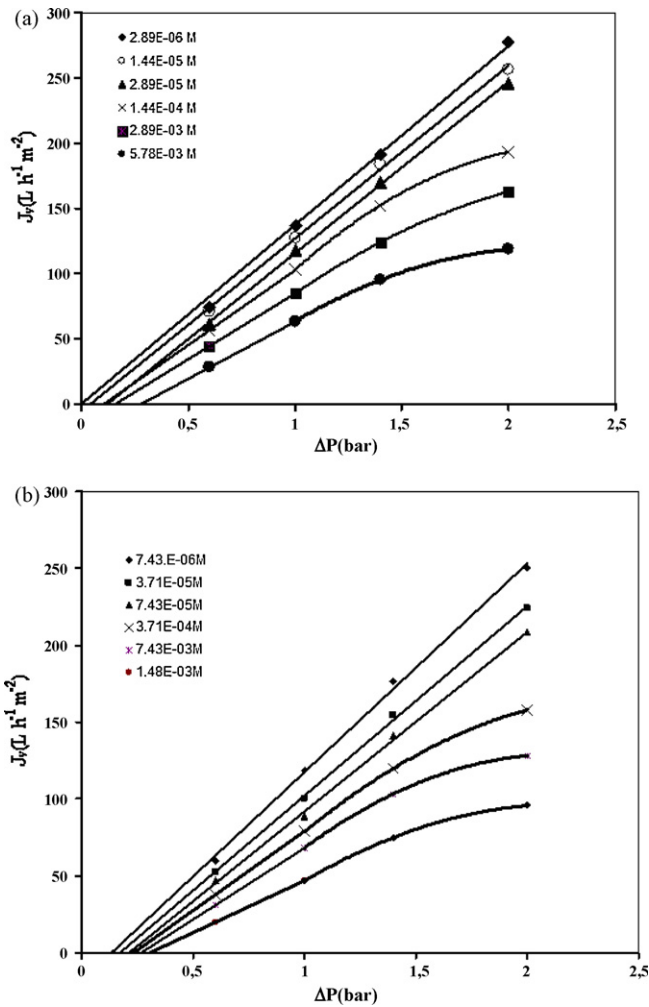 (a)
300
250
200
150
100
50
0
Jv(L h-1 m-2)
2.89E-06 M
1.44E-05 M
2.89E-05 M
1.44E-04 M
2.89E-03 M
5.78E-03 M
0
0,5
1
1,5
2
2,5
ΔP(bar)
(b)
300
250
200
150
100
50
0
Jv(L h-1 m-2)
7.43.E-06M
3.71E-05M
7.43E-05M
3.71E-04M
7.43E-03M
1.48E-03M
0
0,5
1
1,5
2
2,5
ΔP(bar)